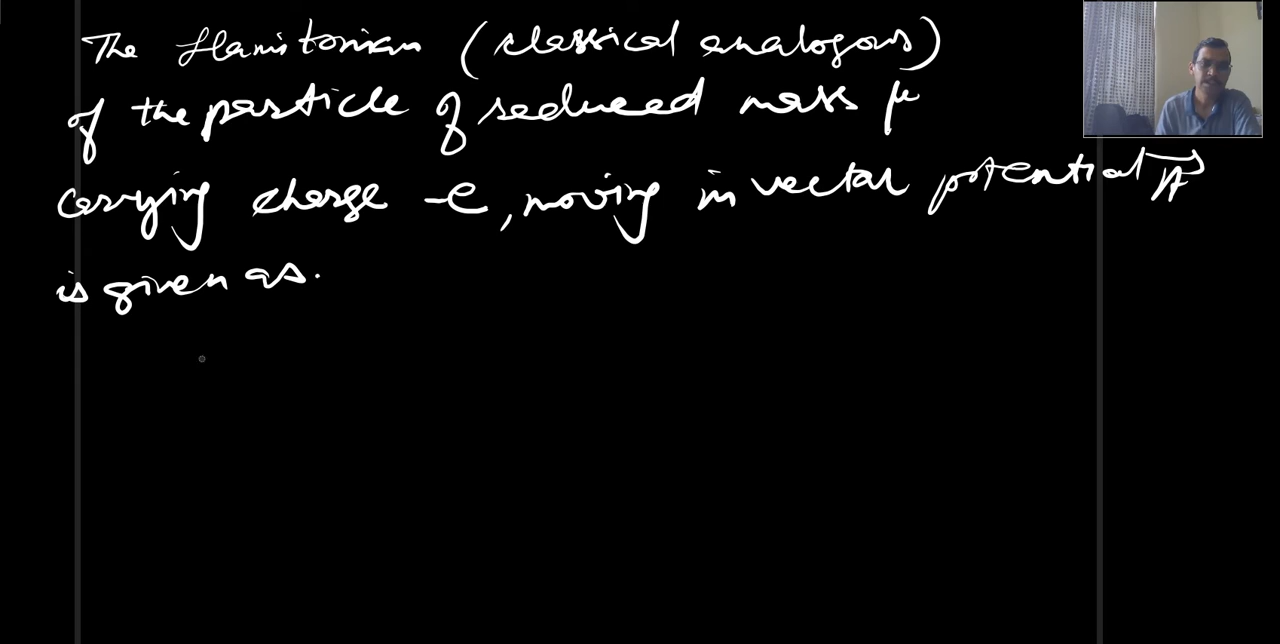 The Hamiltonian (classical analogous)
of the particle of reduced mass μ
carrying charge -e, moving in vector potential A⃗
is given as.